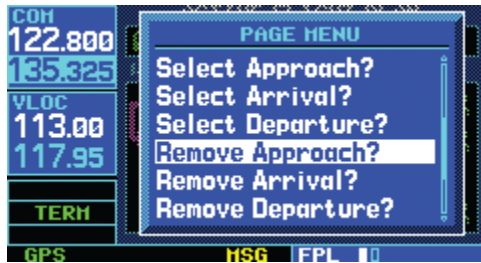 COM
122.800
135.325
VLOC
113.00
117.95
TERM
GPS
PAGE MENU
Select Approach?
Select Arrival?
Select Departure?
Remove Approach?
Remove Arrival?
Remove Departure?
MSG
FPL